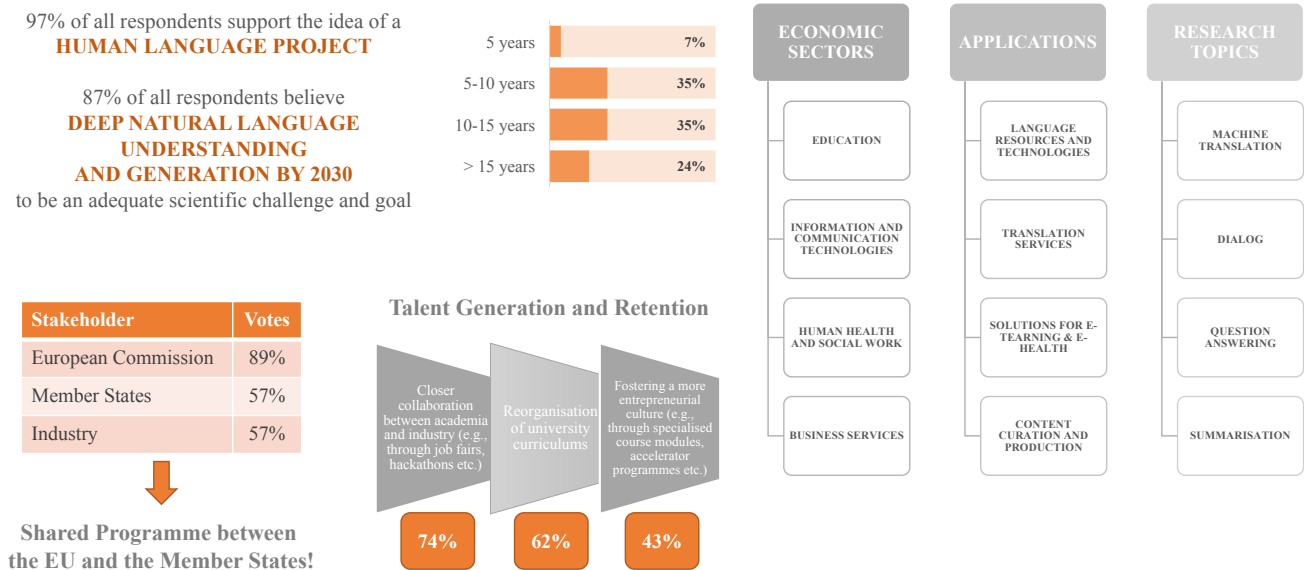 97% of all respondents support the idea of a
HUMAN LANGUAGE PROJECT
87% of all respondents believe
DEEP NATURAL LANGUAGE
UNDERSTANDING
AND GENERATION BY 2030
to be an adequate scientific challenge and goal
5 years 7%
5-10 years 35%
10-15 years 35%
> 15 years 24%
Stakeholder Votes
European Commission 89%
Member States 57%
Industry 57%
Shared Programme between
the EU and the Member States!
Talent Generation and Retention
Closer
collaboration
between academia
and industry (e.g.,
through job fairs,
hackathons etc.)
Reorganisation
of university
curriculums
Fostering a more
entrepreneurial
culture (e.g.,
through specialised
course modules,
accelerator
programmes etc.)
74%
62%
43%
ECONOMIC
SECTORS
EDUCATION
INFORMATION AND
COMMUNICATION
TECHNOLOGIES
HUMAN HEALTH
AND SOCIAL WORK
BUSINESS SERVICES
APPLICATIONS
LANGUAGE
RESOURCES AND
TECHNOLOGIES
TRANSLATION
SERVICES
SOLUTIONS FOR E-
TEARNING & E-
HEALTH
CONTENT
CURATION AND
PRODUCTION
RESEARCH
TOPICS
MACHINE
TRANSLATION
DIALOG
QUESTION
ANSWERING
SUMMARISATION